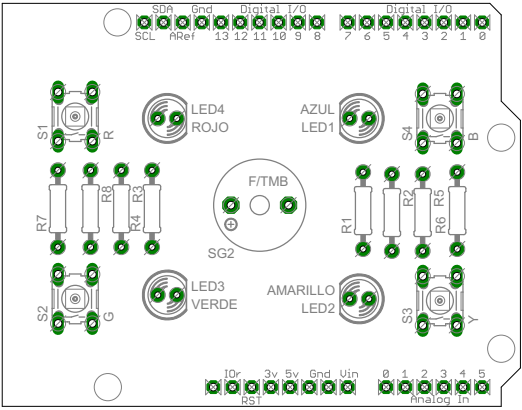 SDA Gnd Digital I/O Digital I/O
SCL ARef 13 12 11 10 9 8 7 6 5 4 3 2 1 0
S1 R LED4 AZUL S4 B
ROJO LED1
R7 R8 R3 R4 F/TMB R1 R2 R5 R6
SG2
S2 G LED3 AMARILLO S3 Y
VERDE LED2
IOr 3v 5v Gnd Vin 0 1 2 3 4 5
RST Analog In